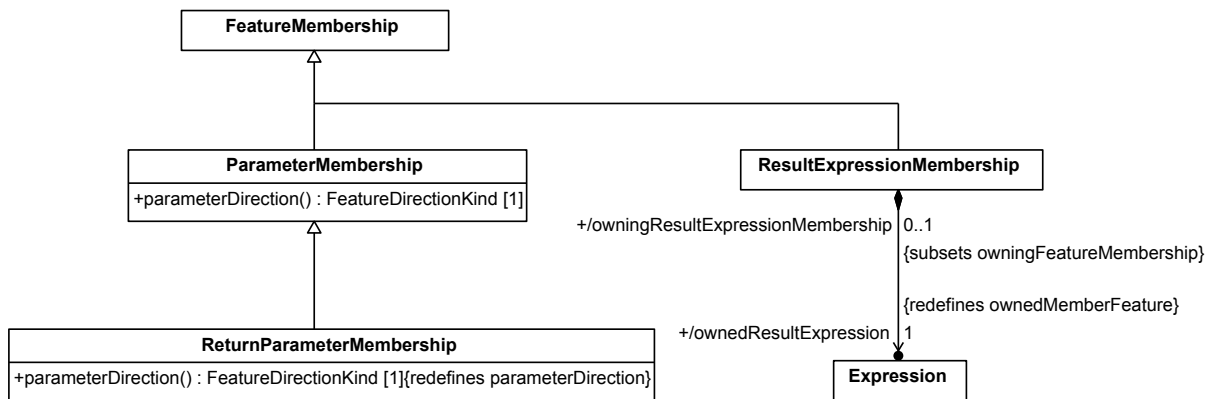 FeatureMembership
ParameterMembership
+parameterDirection() : FeatureDirectionKind [1]
ResultExpressionMembership
+/owningResultExpressionMembership 0..1
{subsets owningFeatureMembership}
{redefines ownedMemberFeature}
+/ownedResultExpression 1
ReturnParameterMembership
+parameterDirection() : FeatureDirectionKind [1]{redefines parameterDirection}
Expression